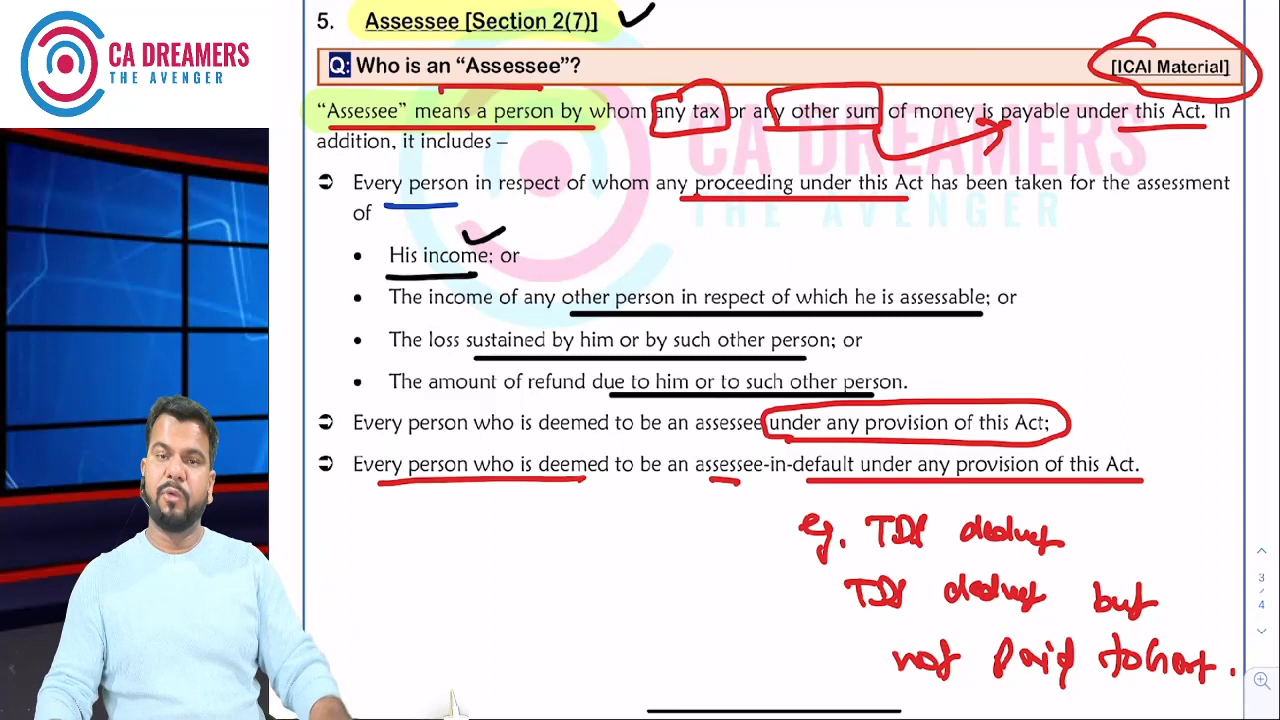 CA DREAMERS
THE AVENGER
5. Assessee [Section 2(7)]
Q: Who is an “Assessee”? [ICAI Material]
“Assessee” means a person by whom any tax or any other sum of money is payable under this Act. In
addition, it includes –
Every person in respect of whom any proceeding under this Act has been taken for the assessment
of
• His income; or
• The income of any other person in respect of which he is assessable; or
• The loss sustained by him or by such other person; or
• The amount of refund due to him or to such other person.
Every person who is deemed to be an assessee under any provision of this Act;
Every person who is deemed to be an assessee-in-default under any provision of this Act.
eg. TDS deduct
TDS deduct but
not paid to Govt.
CA DREAMERS
THE AVENGER
3
4